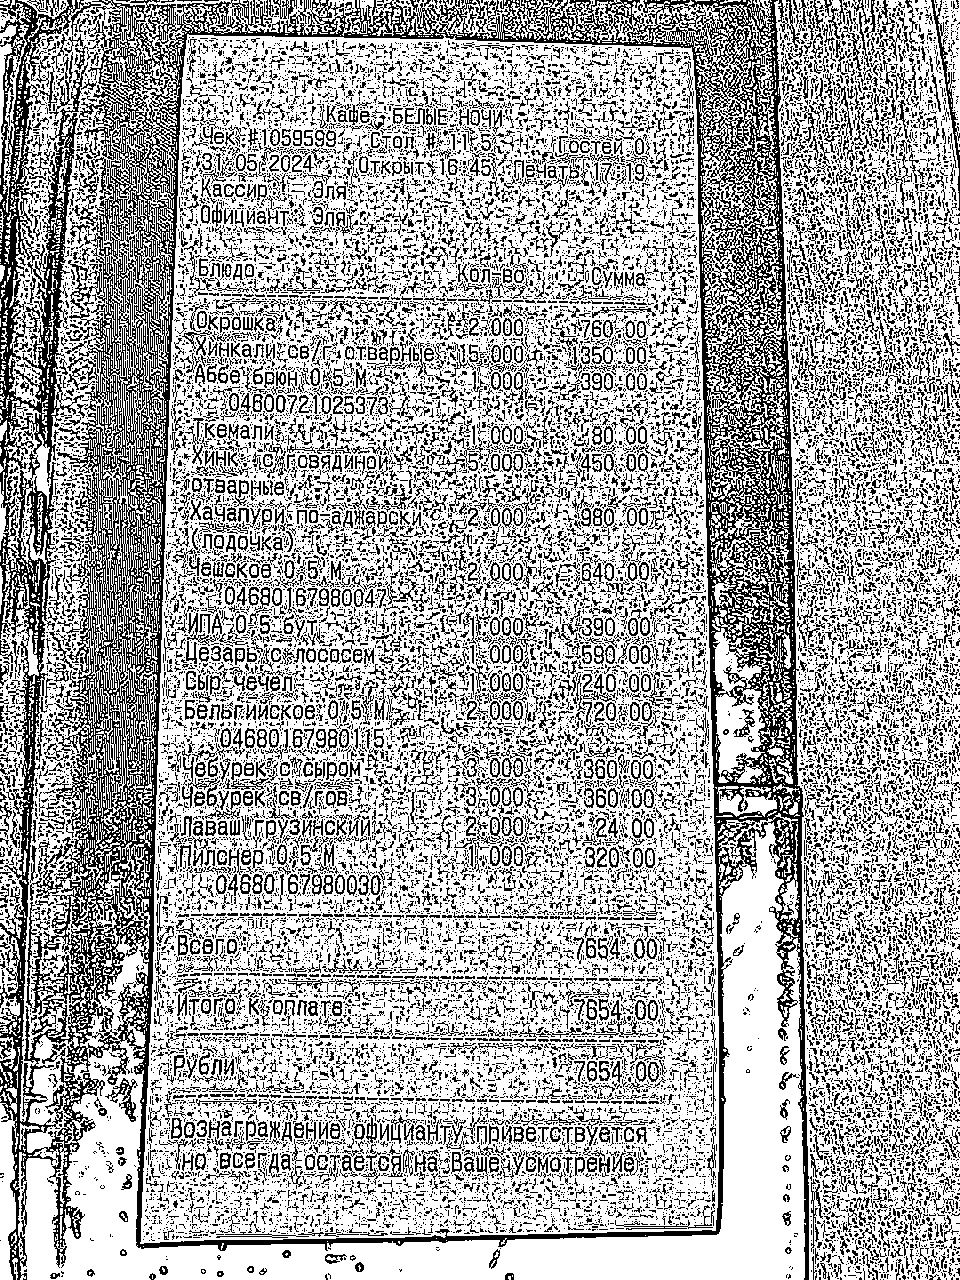 Кафе БЕЛЫЕ НОЧИ
Чек #1059599 Стол # 11.5 Гостей 0
31.05.2024 Открыт 16:45 Печать 17:19
Кассир : Эля
Официант: Эля
Блюдо Кол-во Сумма
Окрошка 2.000 760.00
Хинкали св/г отварные 15.000 1350.00
Аббе брюн 0,5 М 1.000 390.00
04600721025373
Ткемали 1.000 80.00
Хинк. с говядиной 5.000 450.00
отварные
Хачапури по-аджарски 2.000 980.00
(лодочка)
Чешское 0,5 М 2.000 640.00
04680167980047
ИПА 0,5 бут 1.000 390.00
Цезарь с лососем 1.000 590.00
Сыр чечел 1.000 240.00
Бельгийское 0,5 М 2.000 720.00
04680167980115
Чебурек с сыром 3.000 360.00
Чебурек св/гов 3.000 360.00
Лаваш грузинский 2.000 24.00
Пилснер 0,5 М 1.000 320.00
04680167980030
Всего 7654.00
Итого к оплате 7654.00
Рубли 7654.00
Вознаграждение официанту приветствуется
но всегда остается на Ваше усмотрение.